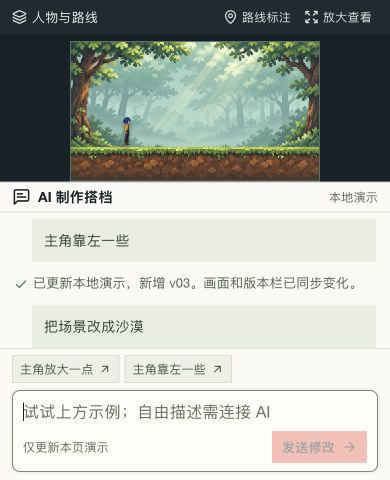 人物与路线
路线标注
放大查看
AI 制作搭档
本地演示
主角靠左一些
已更新本地演示，新增 v03。画面和版本栏已同步变化。
把场景改成沙漠
主角放大一点
主角靠左一些
试试上方示例；自由描述需连接 AI
仅更新本页演示
发送修改